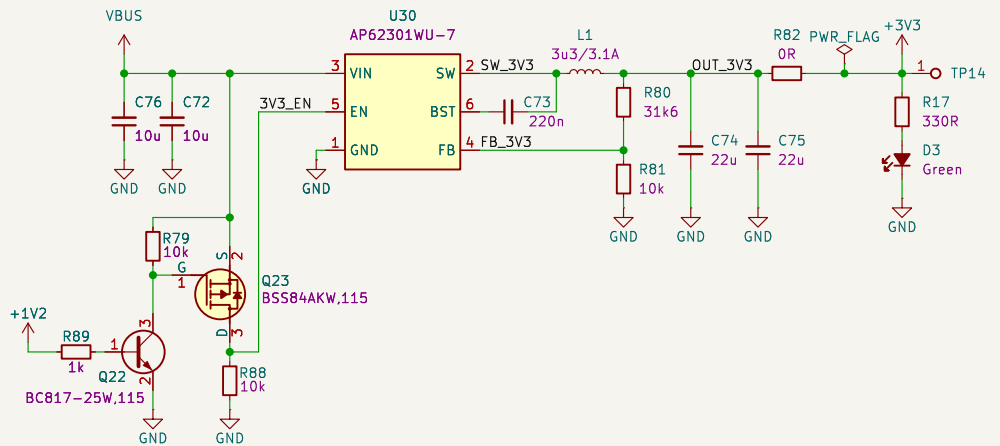 VBUS
U30
AP62301WU-7
3 VIN
SW 2 SW_3V3
5 EN
BST 6
1 GND
FB 4 FB_3V3
3V3_EN
C76
10u
C72
10u
GND
GND
GND
C73
220n
L1
3u3/3.1A
R80
31k6
R81
10k
GND
OUT_3V3
C74
22u
GND
C75
22u
GND
R82
0R
PWR_FLAG
+3V3
1 TP14
R17
330R
D3
Green
GND
R79
10k
G
1
S
2
Q23
BSS84AKW,115
D
3
+1V2
R89
1k
1
3
2
Q22
BC817-25W,115
GND
R88
10k
GND